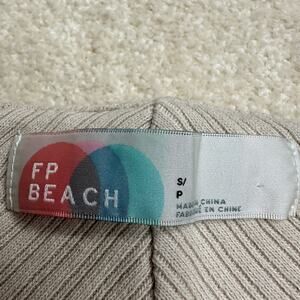 FP
BEACH
S/
P
MADE IN CHINA
FABRIQUÉ EN CHINE